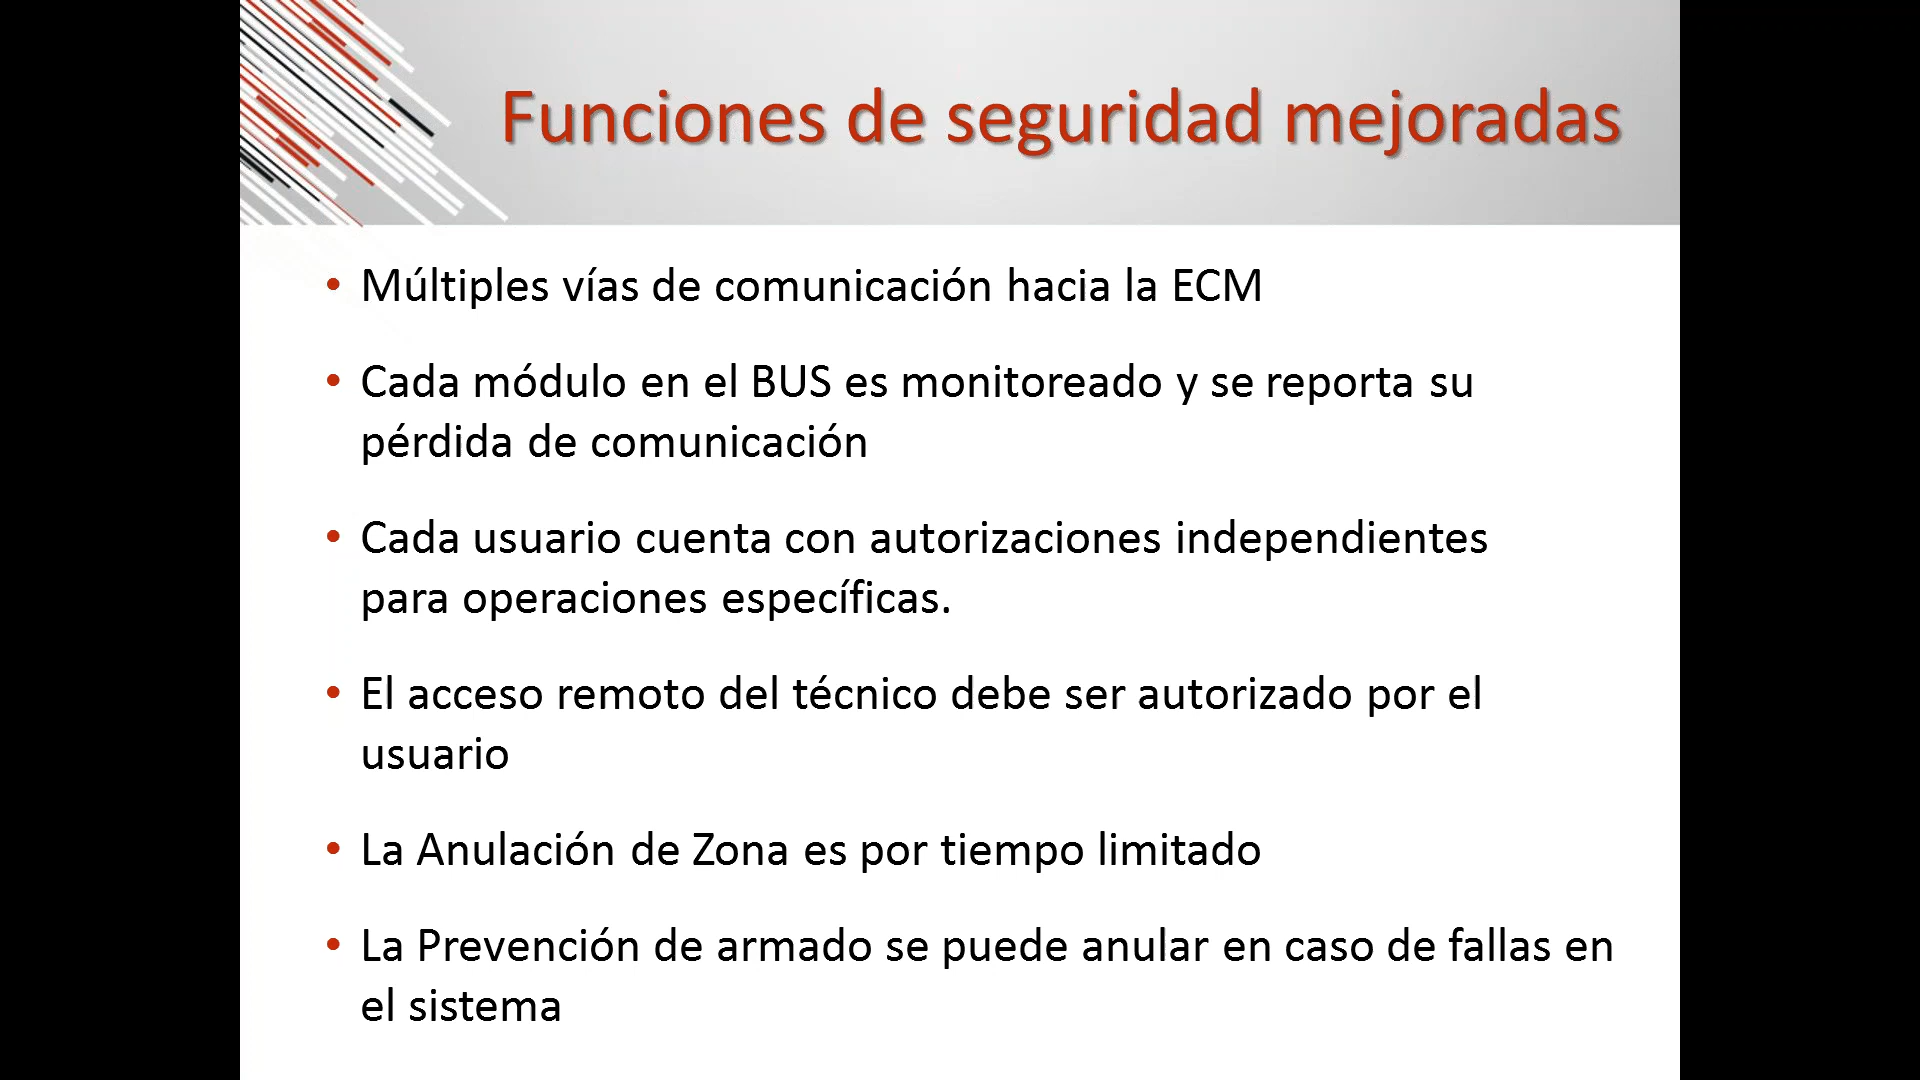 Funciones de seguridad mejoradas
• Múltiples vías de comunicación hacia la ECM
• Cada módulo en el BUS es monitoreado y se reporta su
pérdida de comunicación
• Cada usuario cuenta con autorizaciones independientes
para operaciones específicas.
• El acceso remoto del técnico debe ser autorizado por el
usuario
• La Anulación de Zona es por tiempo limitado
• La Prevención de armado se puede anular en caso de fallas en
el sistema